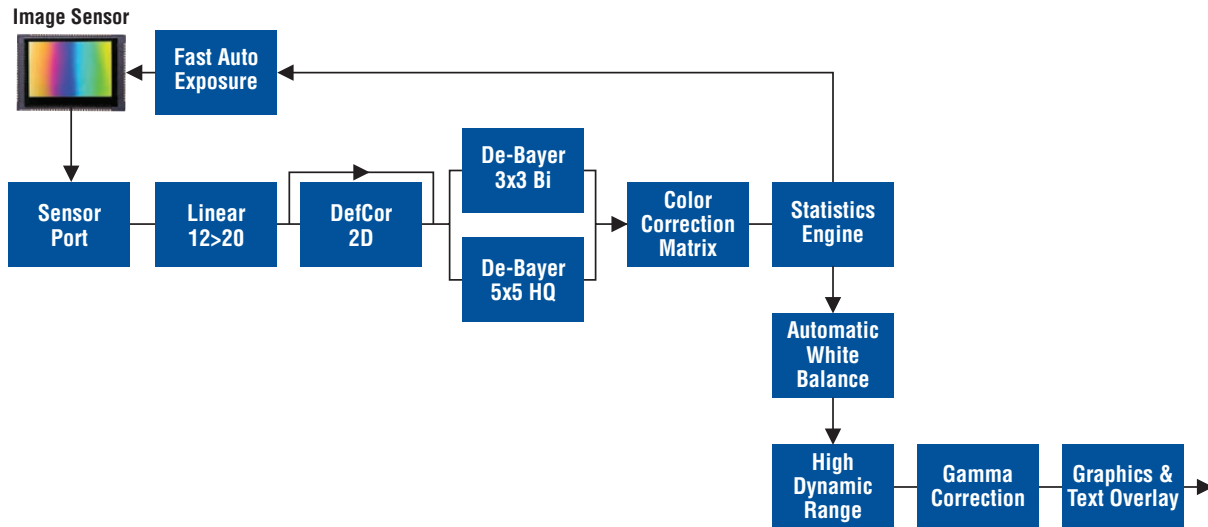 Image Sensor
Fast Auto
Exposure
Sensor
Port
Linear
12>20
DefCor
2D
De-Bayer
3x3 Bi
De-Bayer
5x5 HQ
Color
Correction
Matrix
Statistics
Engine
Automatic
White
Balance
High
Dynamic
Range
Gamma
Correction
Graphics &
Text Overlay